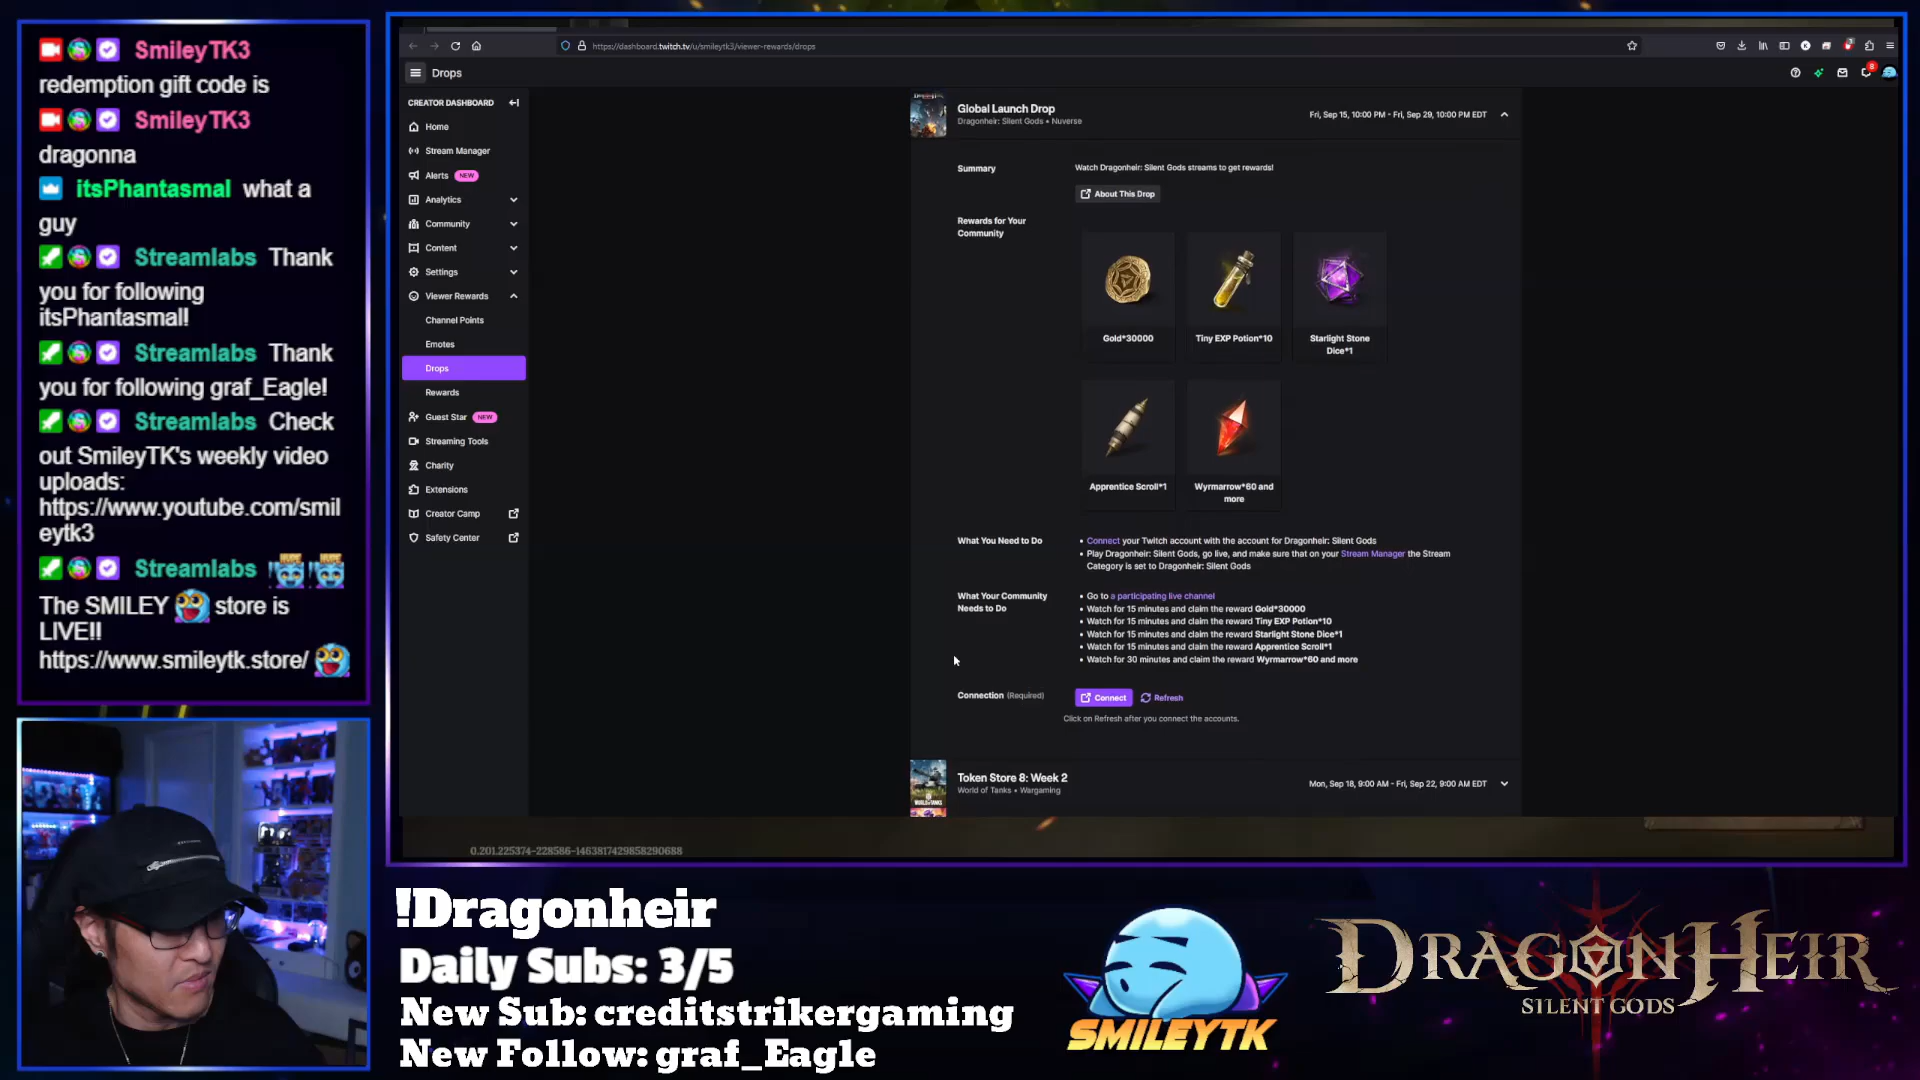 SmileyTK3
redemption gift code is
SmileyTK3
dragonna
itsPhantasmal what a
guy
Streamlabs Thank
you for following
itsPhantasmal!
Streamlabs Thank
you for following graf_Eagle!
Streamlabs Check
out SmileyTK's weekly video
uploads:
https://www.youtube.com/smil
eytk3
Streamlabs
The SMILEY store is
LIVE!!
https://www.smileytk.store/
https://dashboard.twitch.tv/u/smileytk3/viewer-rewards/drops
Drops
8
CREATOR DASHBOARD
Home
Stream Manager
Alerts NEW
Analytics
Community
Content
Settings
Viewer Rewards
Channel Points
Emotes
Drops
Rewards
Guest Star NEW
Streaming Tools
Charity
Extensions
Creator Camp
Safety Center
Global Launch Drop
Dragonheir: Silent Gods • Nuverse
Fri, Sep 15, 10:00 PM - Fri, Sep 29, 10:00 PM EDT
Summary
Watch Dragonheir: Silent Gods streams to get rewards!
About This Drop
Rewards for Your
Community
Gold*30000
Tiny EXP Potion*10
Starlight Stone
Dice*1
Apprentice Scroll*1
Wyrmarrow*60 and
more
What You Need to Do
• Connect your Twitch account with the account for Dragonheir: Silent Gods
• Play Dragonheir: Silent Gods, go live, and make sure that on your Stream Manager the Stream
Category is set to Dragonheir: Silent Gods
What Your Community
Needs to Do
• Go to a participating live channel
• Watch for 15 minutes and claim the reward Gold*30000
• Watch for 15 minutes and claim the reward Tiny EXP Potion*10
• Watch for 15 minutes and claim the reward Starlight Stone Dice*1
• Watch for 15 minutes and claim the reward Apprentice Scroll*1
• Watch for 30 minutes and claim the reward Wyrmarrow*60 and more
Connection (Required)
Connect
Refresh
Click on Refresh after you connect the accounts.
Token Store 8: Week 2
World of Tanks • Wargaming
Mon, Sep 18, 9:00 AM - Fri, Sep 22, 9:00 AM EDT
0.201.225374-228586-1463817429858290688
!Dragonheir
Daily Subs: 3/5
New Sub: creditstrikergaming
New Follow: graf_Eagle
SMILEYTK
DRAGONHEIR
SILENT GODS